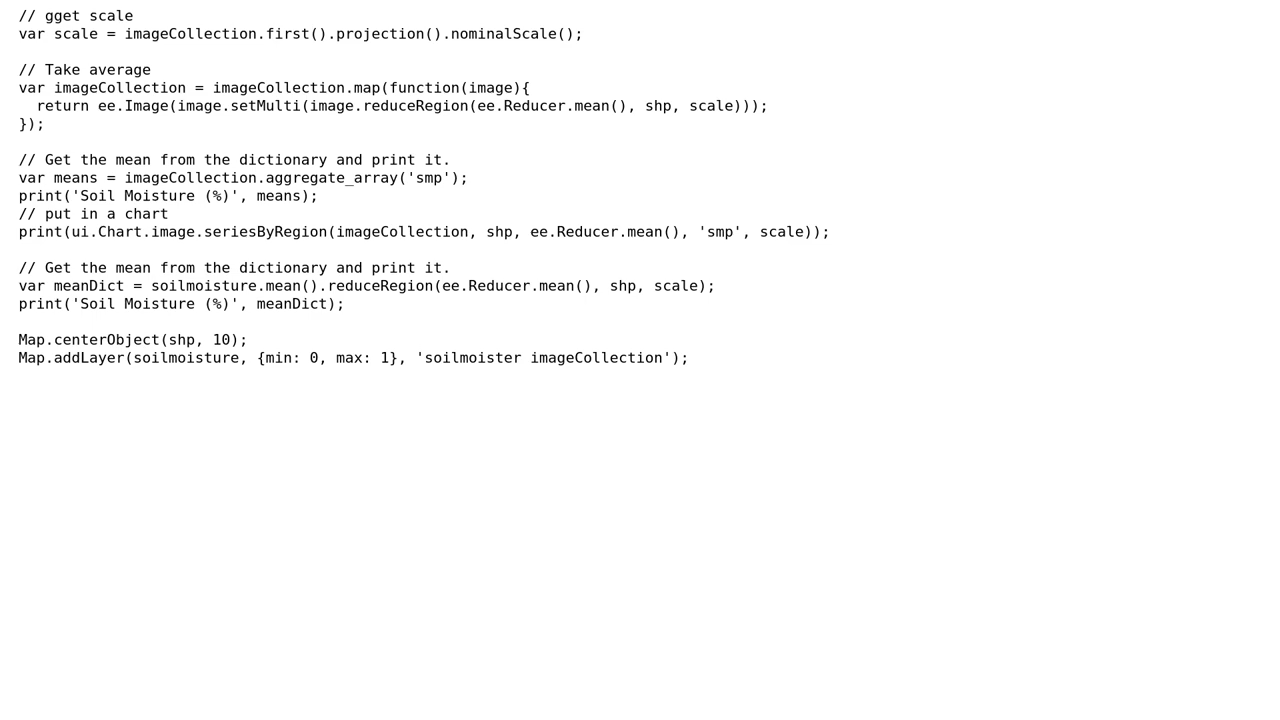 // gget scale
var scale = imageCollection.first().projection().nominalScale();
// Take average
var imageCollection = imageCollection.map(function(image){
  return ee.Image(image.setMulti(image.reduceRegion(ee.Reducer.mean(), shp, scale)));
});
// Get the mean from the dictionary and print it.
var means = imageCollection.aggregate_array('smp');
print('Soil Moisture (%)', means);
// put in a chart
print(ui.Chart.image.seriesByRegion(imageCollection, shp, ee.Reducer.mean(), 'smp', scale));
// Get the mean from the dictionary and print it.
var meanDict = soilmoisture.mean().reduceRegion(ee.Reducer.mean(), shp, scale);
print('Soil Moisture (%)', meanDict);
Map.centerObject(shp, 10);
Map.addLayer(soilmoisture, {min: 0, max: 1}, 'soilmoister imageCollection');